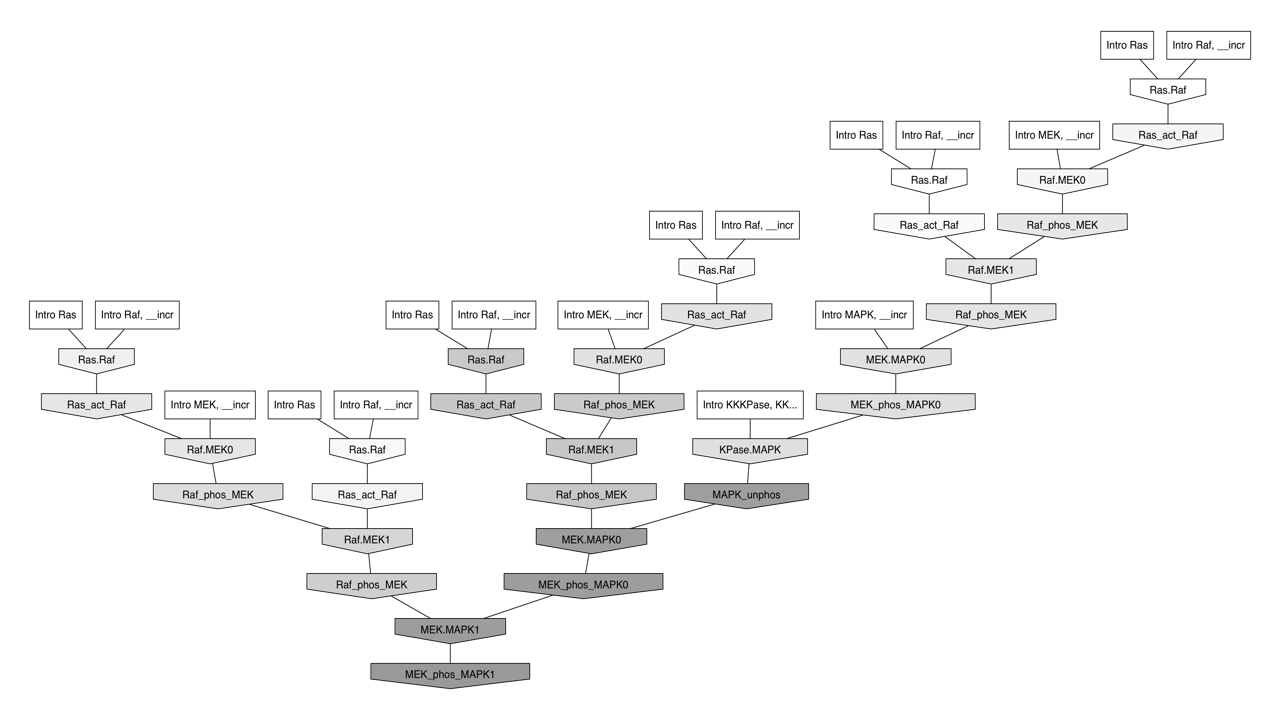 Intro Ras
Intro Raf, __incr
Ras.Raf
Intro Ras
Intro Raf, __incr
Intro MEK, __incr
Ras_act_Raf
Ras.Raf
Raf.MEK0
Intro Ras
Intro Raf, __incr
Ras_act_Raf
Raf_phos_MEK
Ras.Raf
Raf.MEK1
Intro Ras
Intro Raf, __incr
Intro Ras
Intro Raf, __incr
Intro MEK, __incr
Ras_act_Raf
Intro MAPK, __incr
Raf_phos_MEK
Ras.Raf
Ras.Raf
Raf.MEK0
MEK.MAPK0
Ras_act_Raf
Intro MEK, __incr
Intro Ras
Intro Raf, __incr
Ras_act_Raf
Raf_phos_MEK
Intro KKKPase, KK...
MEK_phos_MAPK0
Raf.MEK0
Ras.Raf
Raf.MEK1
KPase.MAPK
Raf_phos_MEK
Ras_act_Raf
Raf_phos_MEK
MAPK_unphos
Raf.MEK1
MEK.MAPK0
Raf_phos_MEK
MEK_phos_MAPK0
MEK.MAPK1
MEK_phos_MAPK1